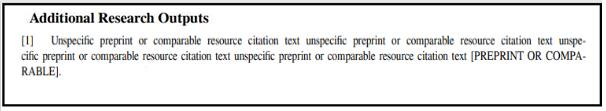 Additional Research Outputs
[1] Unspecific preprint or comparable resource citation text unspecific preprint or comparable resource citation text unspe-
cific preprint or comparable resource citation text unspecific preprint or comparable resource citation text [PREPRINT OR COMPA-
RABLE].